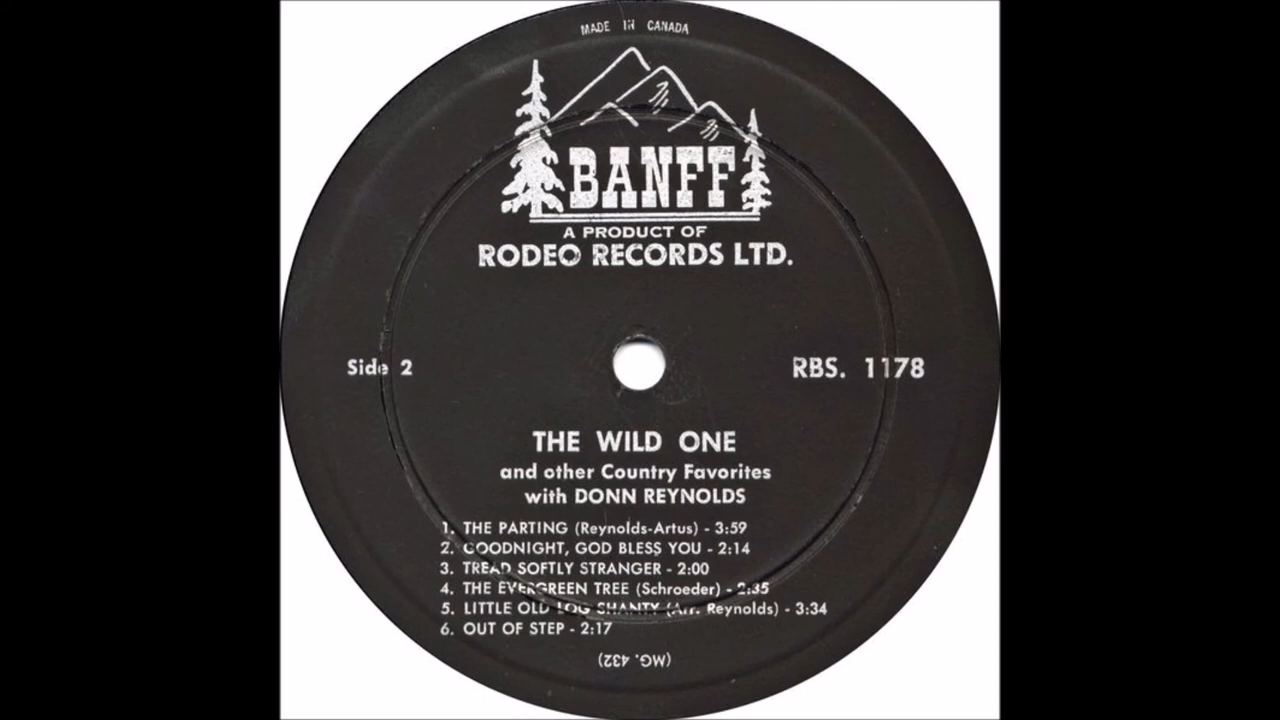 MADE IN CANADA
BANFF
A PRODUCT OF
RODEO RECORDS LTD.
Side 2
RBS. 1178
THE WILD ONE
and other Country Favorites
with DONN REYNOLDS
1. THE PARTING (Reynolds-Artus) - 3:59
2. GOODNIGHT, GOD BLESS YOU - 2:14
3. TREAD SOFTLY STRANGER - 2:00
4. THE EVERGREEN TREE (Schroeder) - 2:35
5. LITTLE OLD LOG SHANTY (Arr. Reynolds) - 3:34
6. OUT OF STEP - 2:17
(MG. 432)